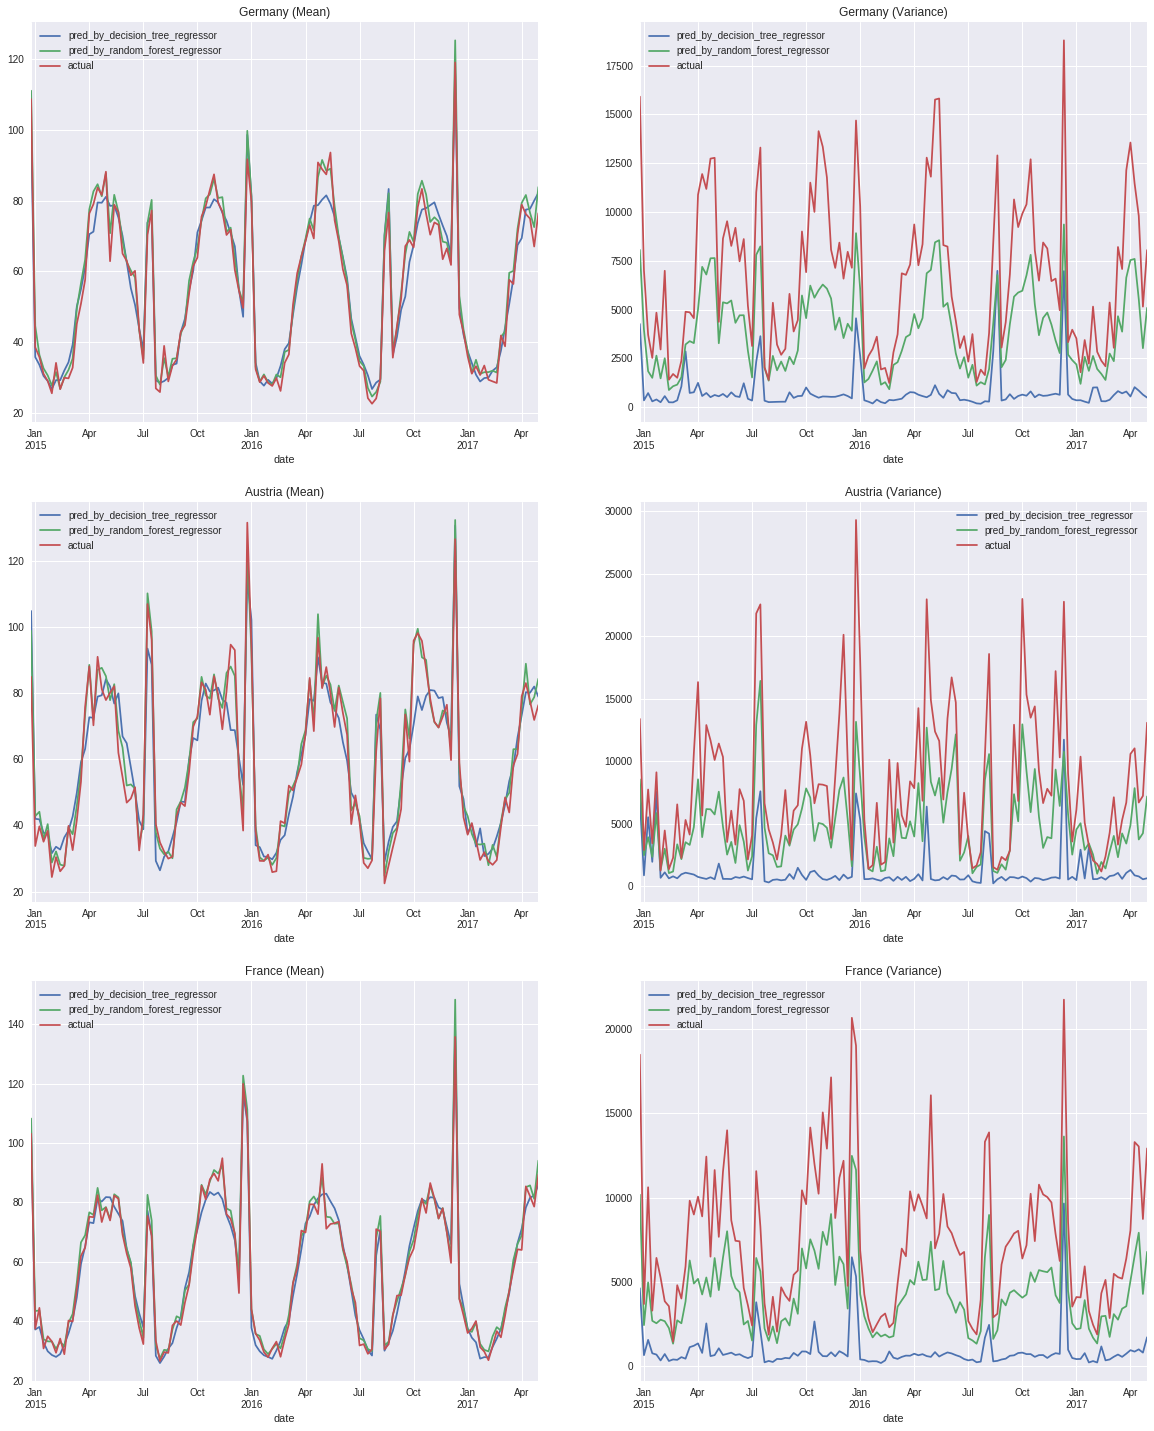 Germany (Mean)
pred_by_decision_tree_regressor
pred_by_random_forest_regressor
actual
120
100
80
60
40
20
Jan Apr Jul Oct Jan Apr Jul Oct Jan Apr
2015 2016 2017
date
Germany (Variance)
pred_by_decision_tree_regressor
pred_by_random_forest_regressor
actual
17500
15000
12500
10000
7500
5000
2500
0
Jan Apr Jul Oct Jan Apr Jul Oct Jan Apr
2015 2016 2017
date
Austria (Mean)
pred_by_decision_tree_regressor
pred_by_random_forest_regressor
actual
120
100
80
60
40
20
Jan Apr Jul Oct Jan Apr Jul Oct Jan Apr
2015 2016 2017
date
Austria (Variance)
pred_by_decision_tree_regressor
pred_by_random_forest_regressor
actual
30000
25000
20000
15000
10000
5000
0
Jan Apr Jul Oct Jan Apr Jul Oct Jan Apr
2015 2016 2017
date
France (Mean)
pred_by_decision_tree_regressor
pred_by_random_forest_regressor
actual
140
120
100
80
60
40
20
Jan Apr Jul Oct Jan Apr Jul Oct Jan Apr
2015 2016 2017
date
France (Variance)
pred_by_decision_tree_regressor
pred_by_random_forest_regressor
actual
20000
15000
10000
5000
0
Jan Apr Jul Oct Jan Apr Jul Oct Jan Apr
2015 2016 2017
date